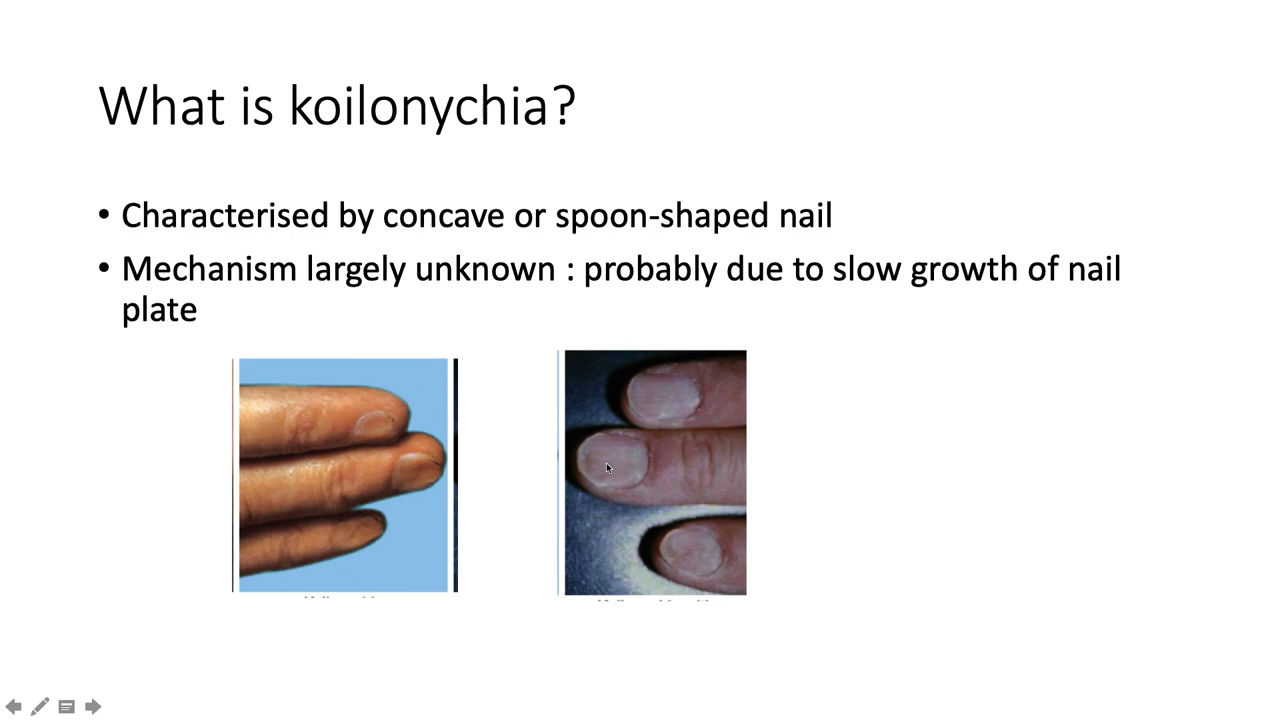 What is koilonychia?
• Characterised by concave or spoon-shaped nail
• Mechanism largely unknown : probably due to slow growth of nail
plate